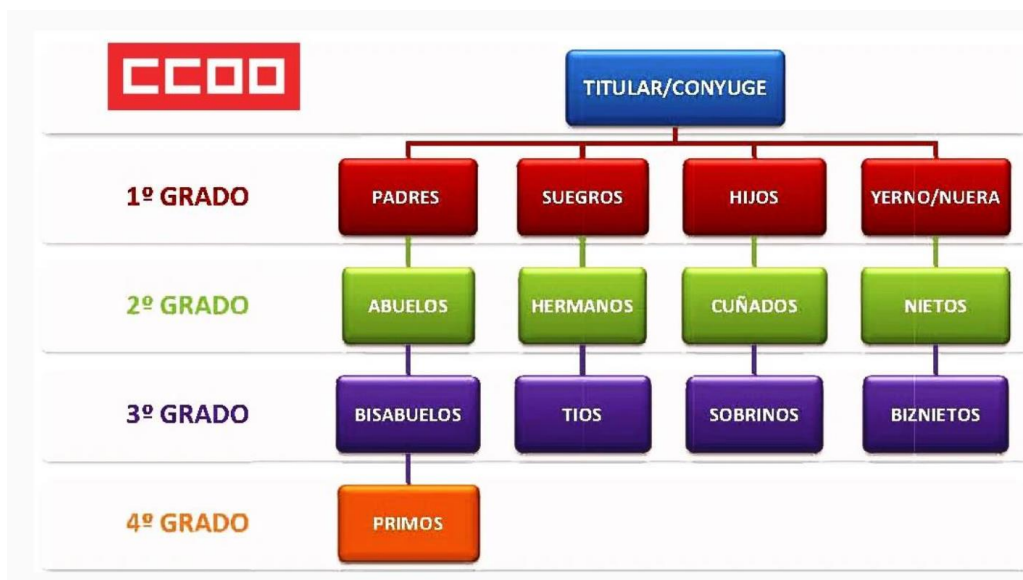 CCOO
TITULAR/CONYUGE
1º GRADO
PADRES
SUEGROS
HIJOS
YERNO/NUERA
2º GRADO
ABUELOS
HERMANOS
CUÑADOS
NIETOS
3º GRADO
BISABUELOS
TIOS
SOBRINOS
BIZNIETOS
4º GRADO
PRIMOS